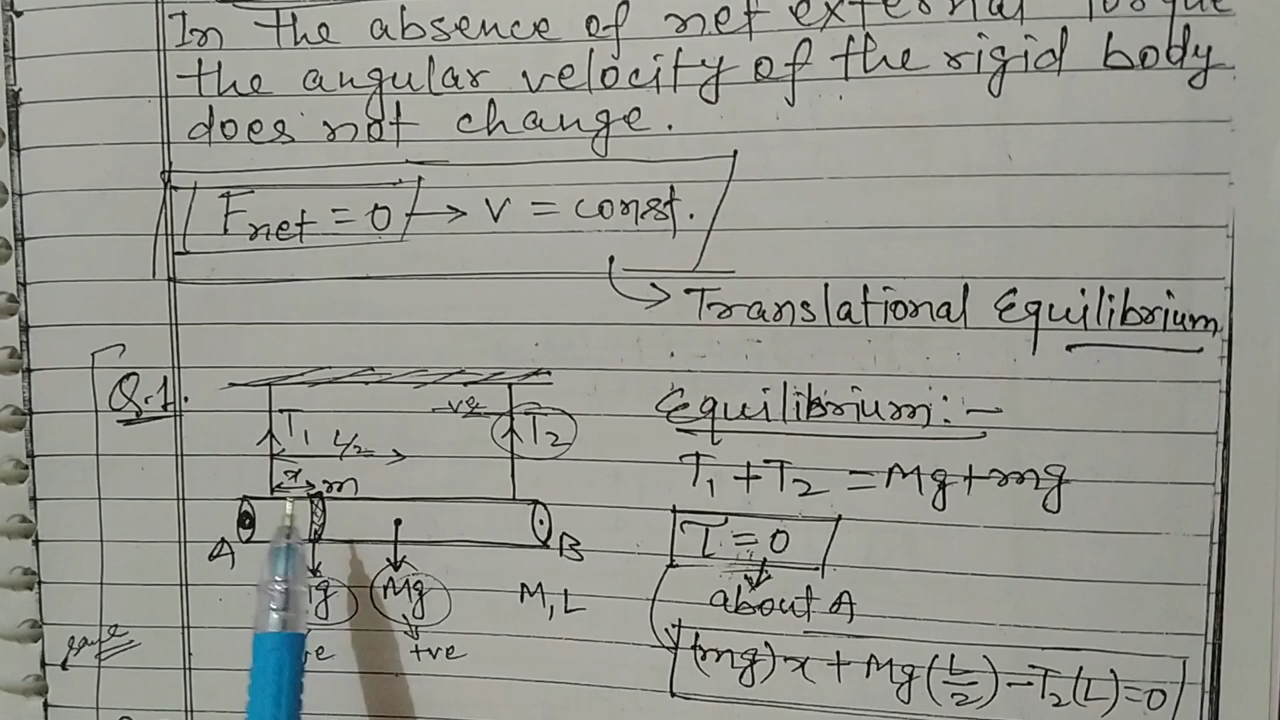 In the absence of net external Torque
the angular velocity of the rigid body
does not change.
Fnet = 0 → v = const.
↳ Translational Equilibrium
Q.1.
T1
L/2
-ve
T2
x
m
A
B
g
Mg
M, L
+ve
Equilibrium:-
T1 + T2 = Mg + mg
τ = 0
about A
(mg)x + Mg(L/2) - T2(L) = 0